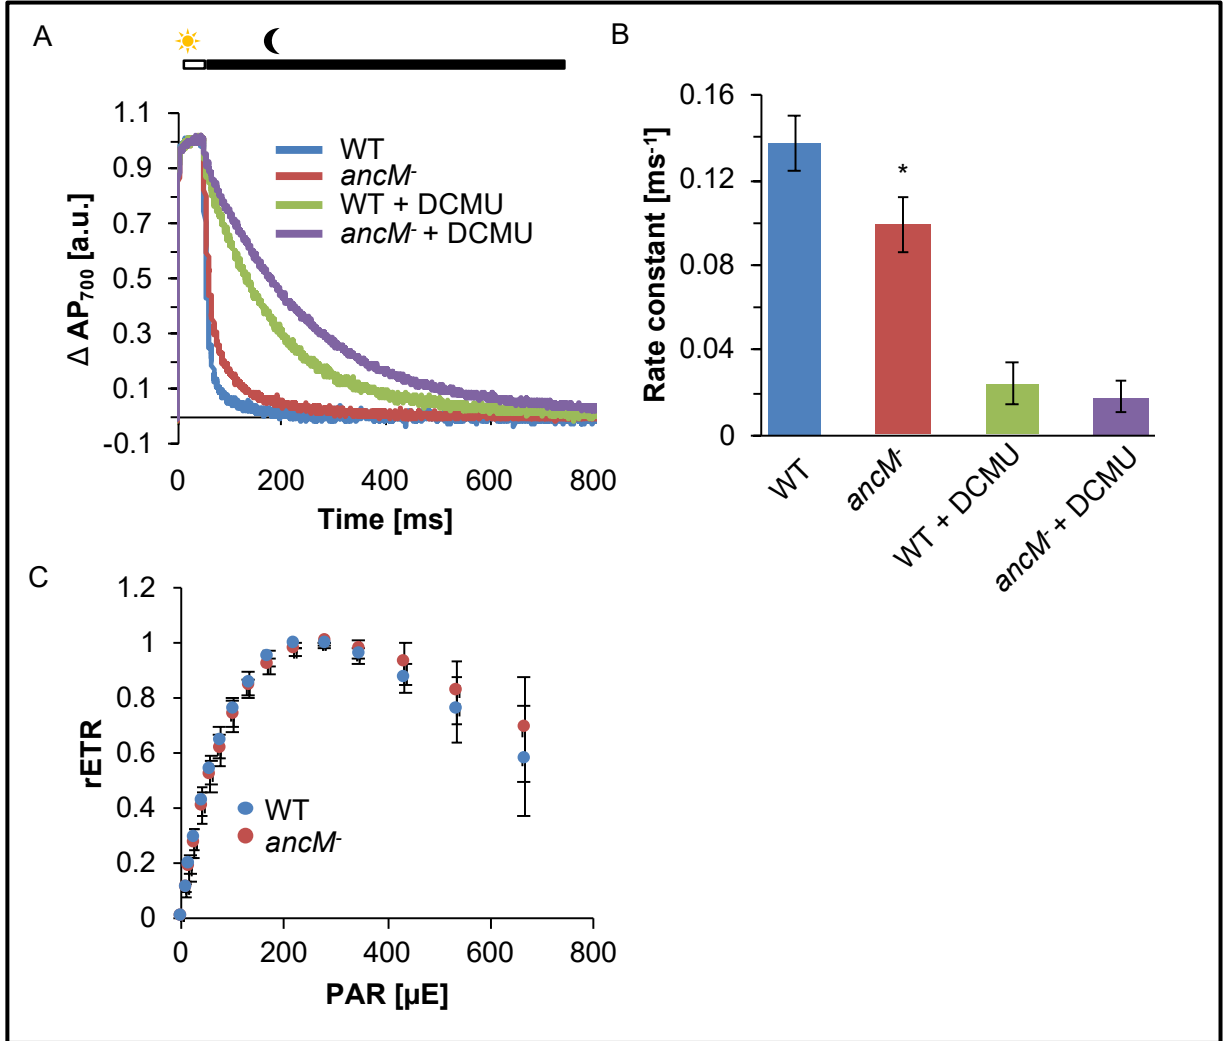 A
1.1
0.9
0.7
0.5
0.3
0.1
-0.1
Δ AP700 [a.u.]
WT
ancM-
WT + DCMU
ancM- + DCMU
0
200
400
600
800
Time [ms]
B
0.16
0.12
0.08
0.04
0
Rate constant [ms-1]
*
WT
ancM-
WT + DCMU
ancM- + DCMU
C
1.2
1
0.8
0.6
0.4
0.2
0
rETR
WT
ancM-
0
200
400
600
800
PAR [µE]